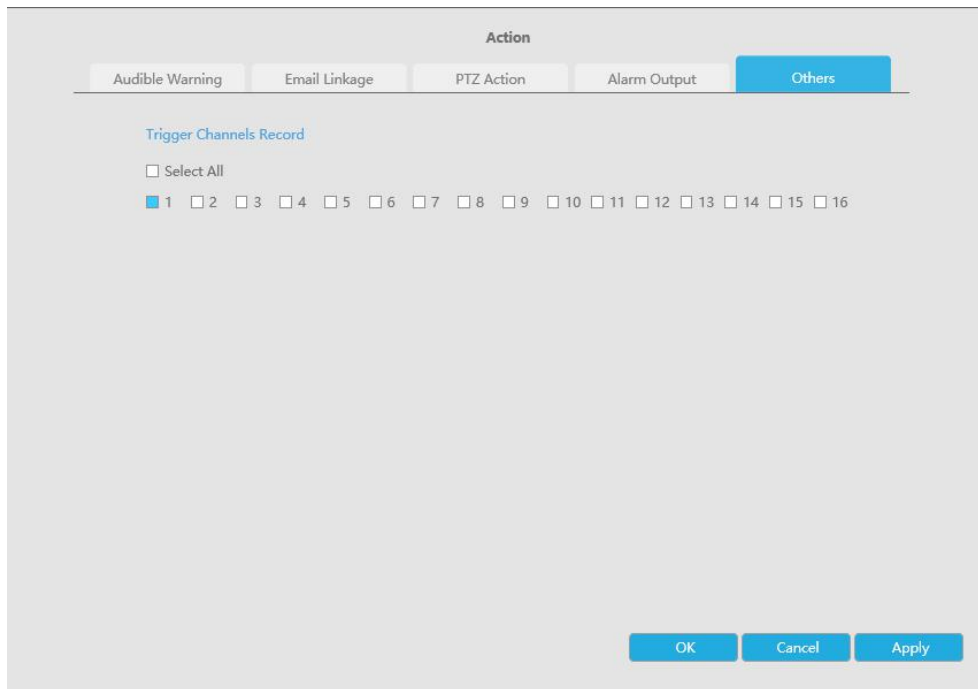 Action
Audible Warning Email Linkage PTZ Action Alarm Output Others
Trigger Channels Record
Select All
1 2 3 4 5 6 7 8 9 10 11 12 13 14 15 16
OK Cancel Apply